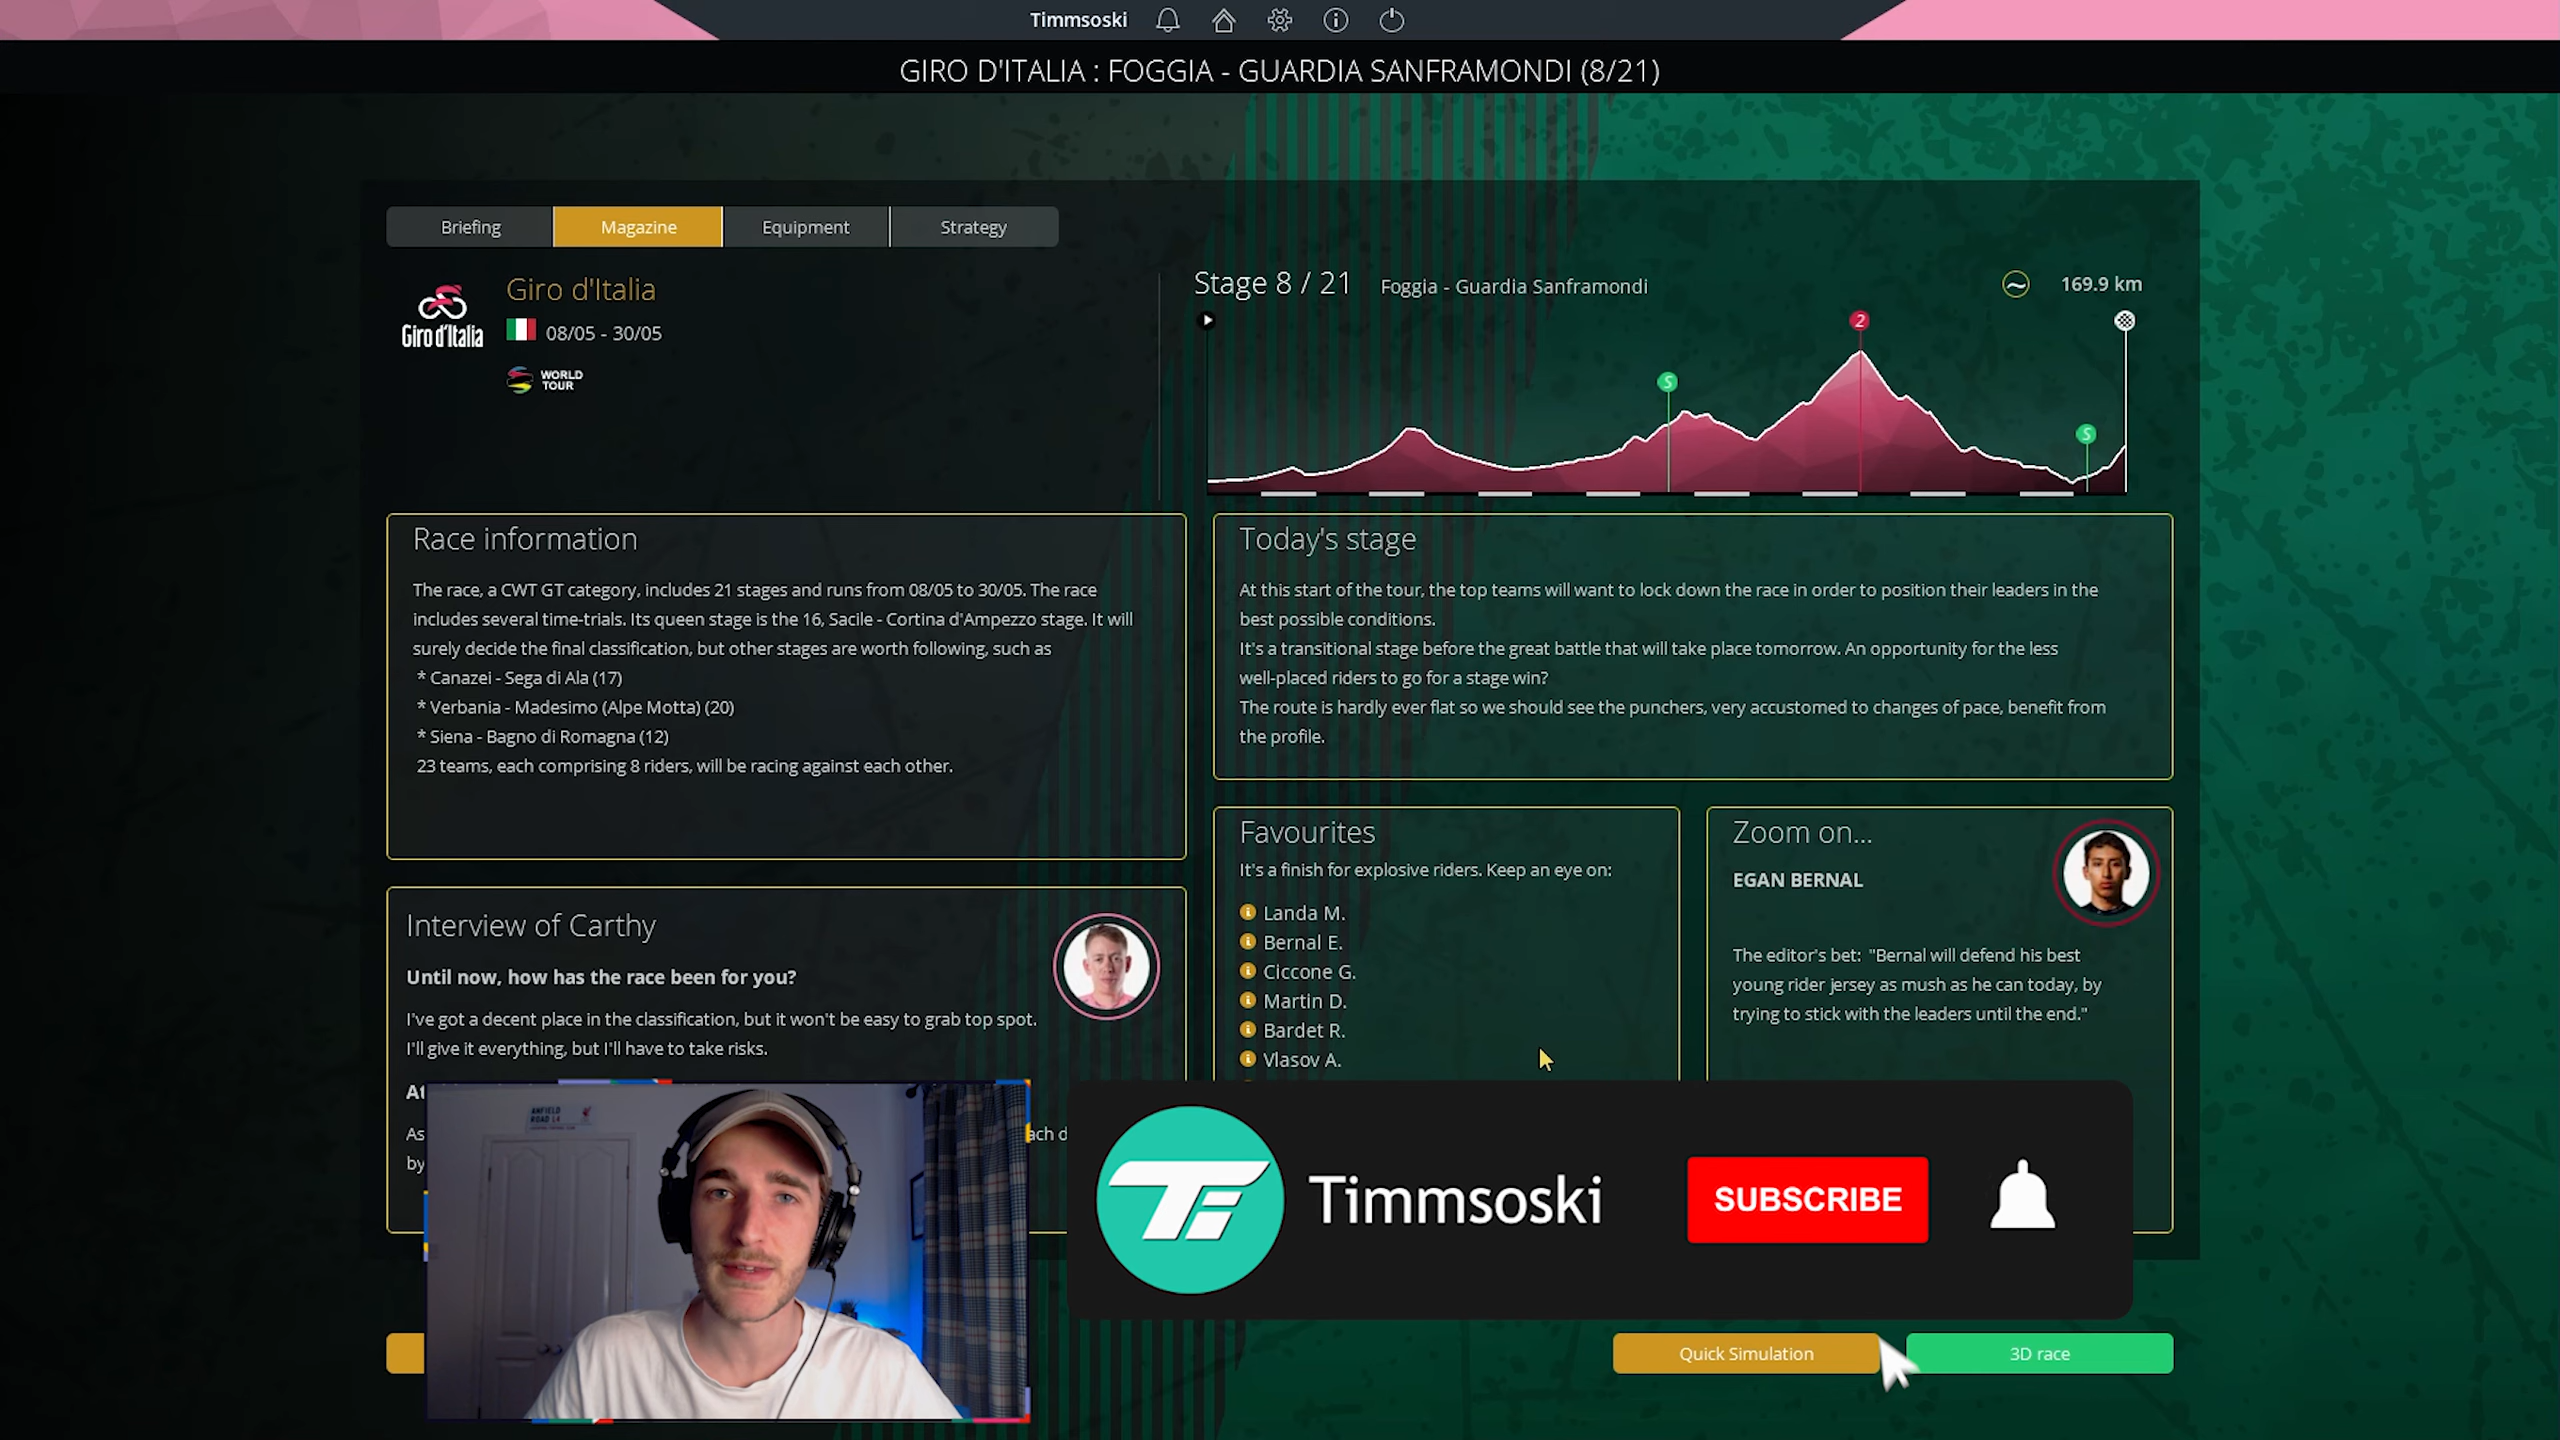 Timmsoski
GIRO D'ITALIA : FOGGIA - GUARDIA SANFRAMONDI (8/21)
Briefing
Magazine
Equipment
Strategy
Giro d'Italia
Giro d'Italia
08/05 - 30/05
WORLD
TOUR
Stage 8 / 21
Foggia - Guardia Sanframondi
169.9 km
S
2
S
Race information
The race, a CWT GT category, includes 21 stages and runs from 08/05 to 30/05. The race
includes several time-trials. Its queen stage is the 16, Sacile - Cortina d'Ampezzo stage. It will
surely decide the final classification, but other stages are worth following, such as
* Canazei - Sega di Ala (17)
* Verbania - Madesimo (Alpe Motta) (20)
* Siena - Bagno di Romagna (12)
23 teams, each comprising 8 riders, will be racing against each other.
Today's stage
At this start of the tour, the top teams will want to lock down the race in order to position their leaders in the
best possible conditions.
It's a transitional stage before the great battle that will take place tomorrow. An opportunity for the less
well-placed riders to go for a stage win?
The route is hardly ever flat so we should see the punchers, very accustomed to changes of pace, benefit from
the profile.
Interview of Carthy
Until now, how has the race been for you?
I've got a decent place in the classification, but it won't be easy to grab top spot.
I'll give it everything, but I'll have to take risks.
At
As
ach d
by
Favourites
It's a finish for explosive riders. Keep an eye on:
Landa M.
Bernal E.
Ciccone G.
Martin D.
Bardet R.
Vlasov A.
Zoom on...
EGAN BERNAL
The editor's bet: "Bernal will defend his best
young rider jersey as mush as he can today, by
trying to stick with the leaders until the end."
ANFIELD
ROAD L4
Timmsoski
SUBSCRIBE
Quick Simulation
3D race